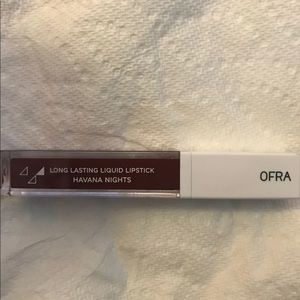 LONG LASTING LIQUID LIPSTICK
HAVANA NIGHTS
OFRA